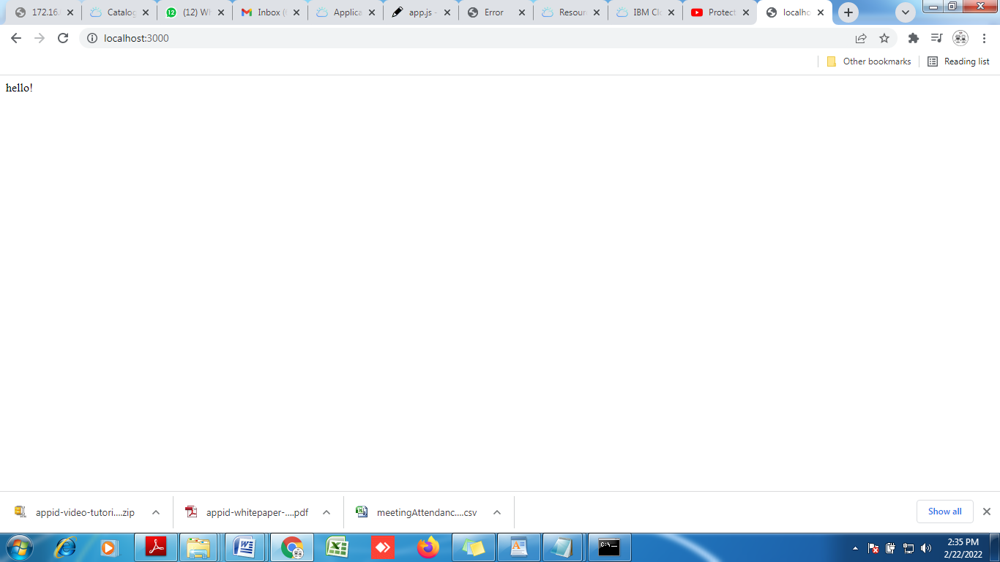 172.16.
Catalog
(12) Wh
Inbox (
Applica
app.js -
Error
Resour
IBM Clo
Protect
localho
localhost:3000
Other bookmarks
Reading list
hello!
appid-video-tutori....zip
appid-whitepaper-....pdf
meetingAttendanc....csv
Show all
2:35 PM
2/22/2022